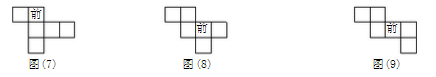 前 前 前
图(7) 图(8) 图(9)